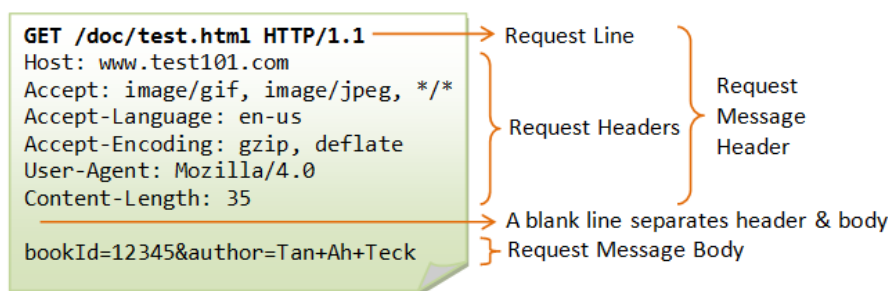 GET /doc/test.html HTTP/1.1
Host: www.test101.com
Accept: image/gif, image/jpeg, */*
Accept-Language: en-us
Accept-Encoding: gzip, deflate
User-Agent: Mozilla/4.0
Content-Length: 35
bookId=12345&author=Tan+Ah+Teck
Request Line
Request Headers
Request
Message
Header
A blank line separates header & body
Request Message Body